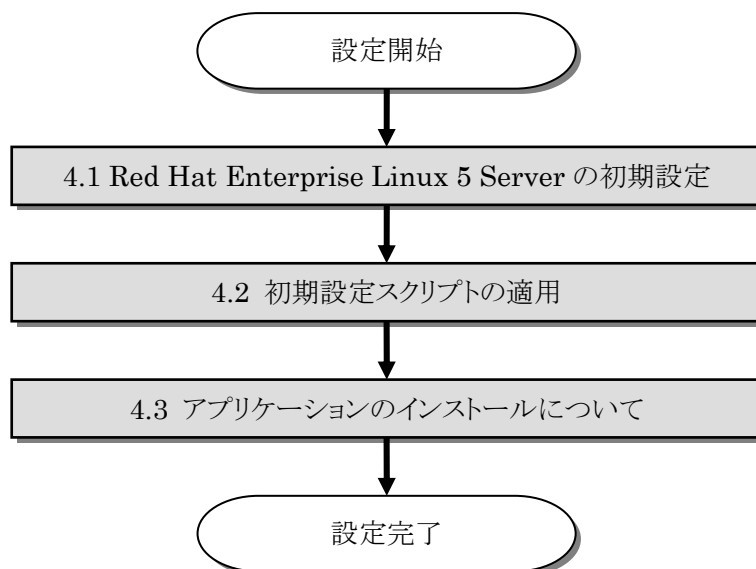 設定開始
4.1 Red Hat Enterprise Linux 5 Server の初期設定
4.2 初期設定スクリプトの適用
4.3 アプリケーションのインストールについて
設定完了